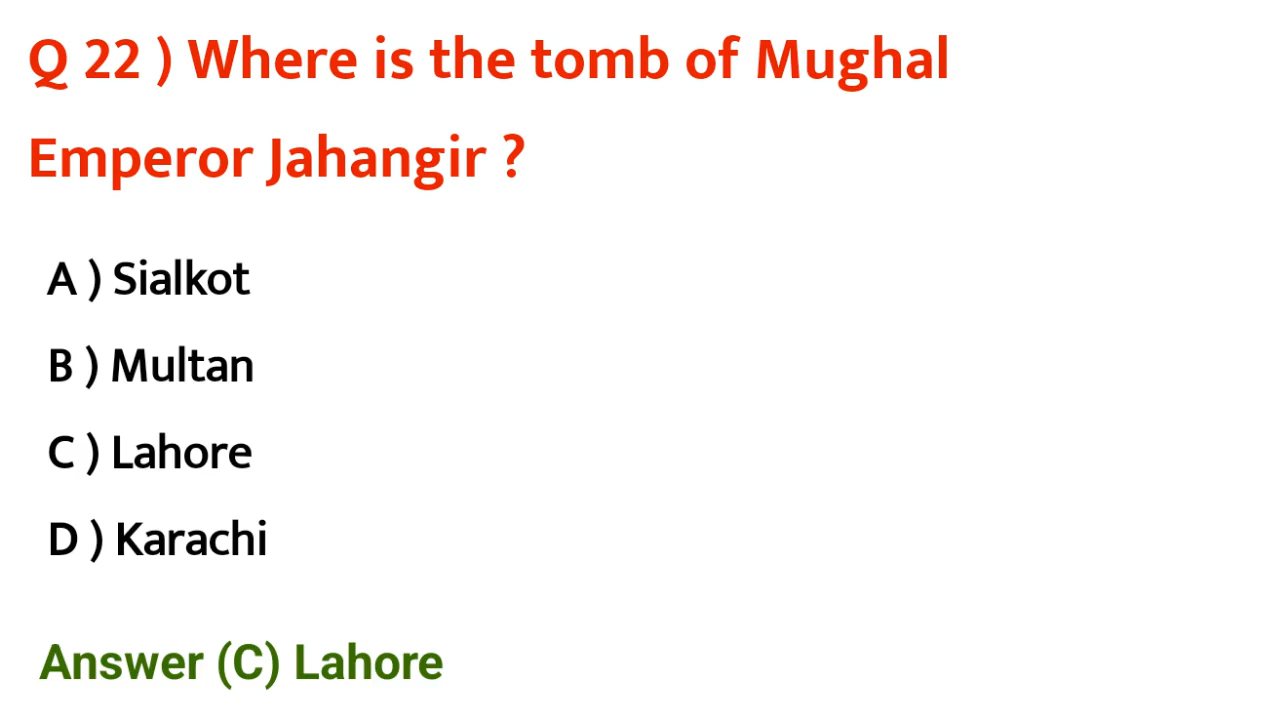 Q 22 ) Where is the tomb of Mughal
Emperor Jahangir ?
A ) Sialkot
B ) Multan
C ) Lahore
D ) Karachi
Answer (C) Lahore